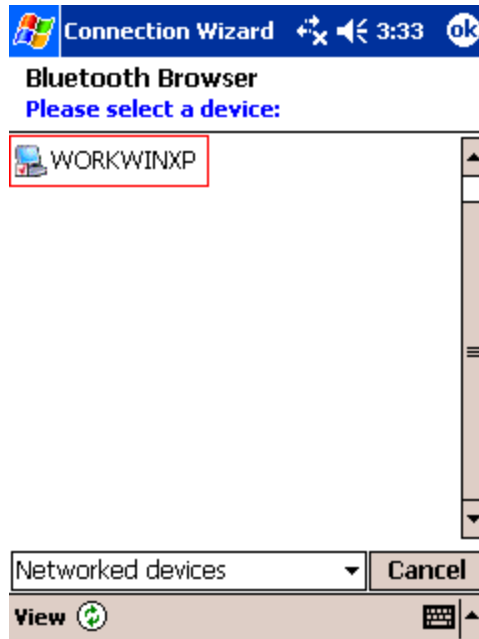 Connection Wizard 3:33 ok
Bluetooth Browser
Please select a device:
WORKWINXP
Networked devices Cancel
View